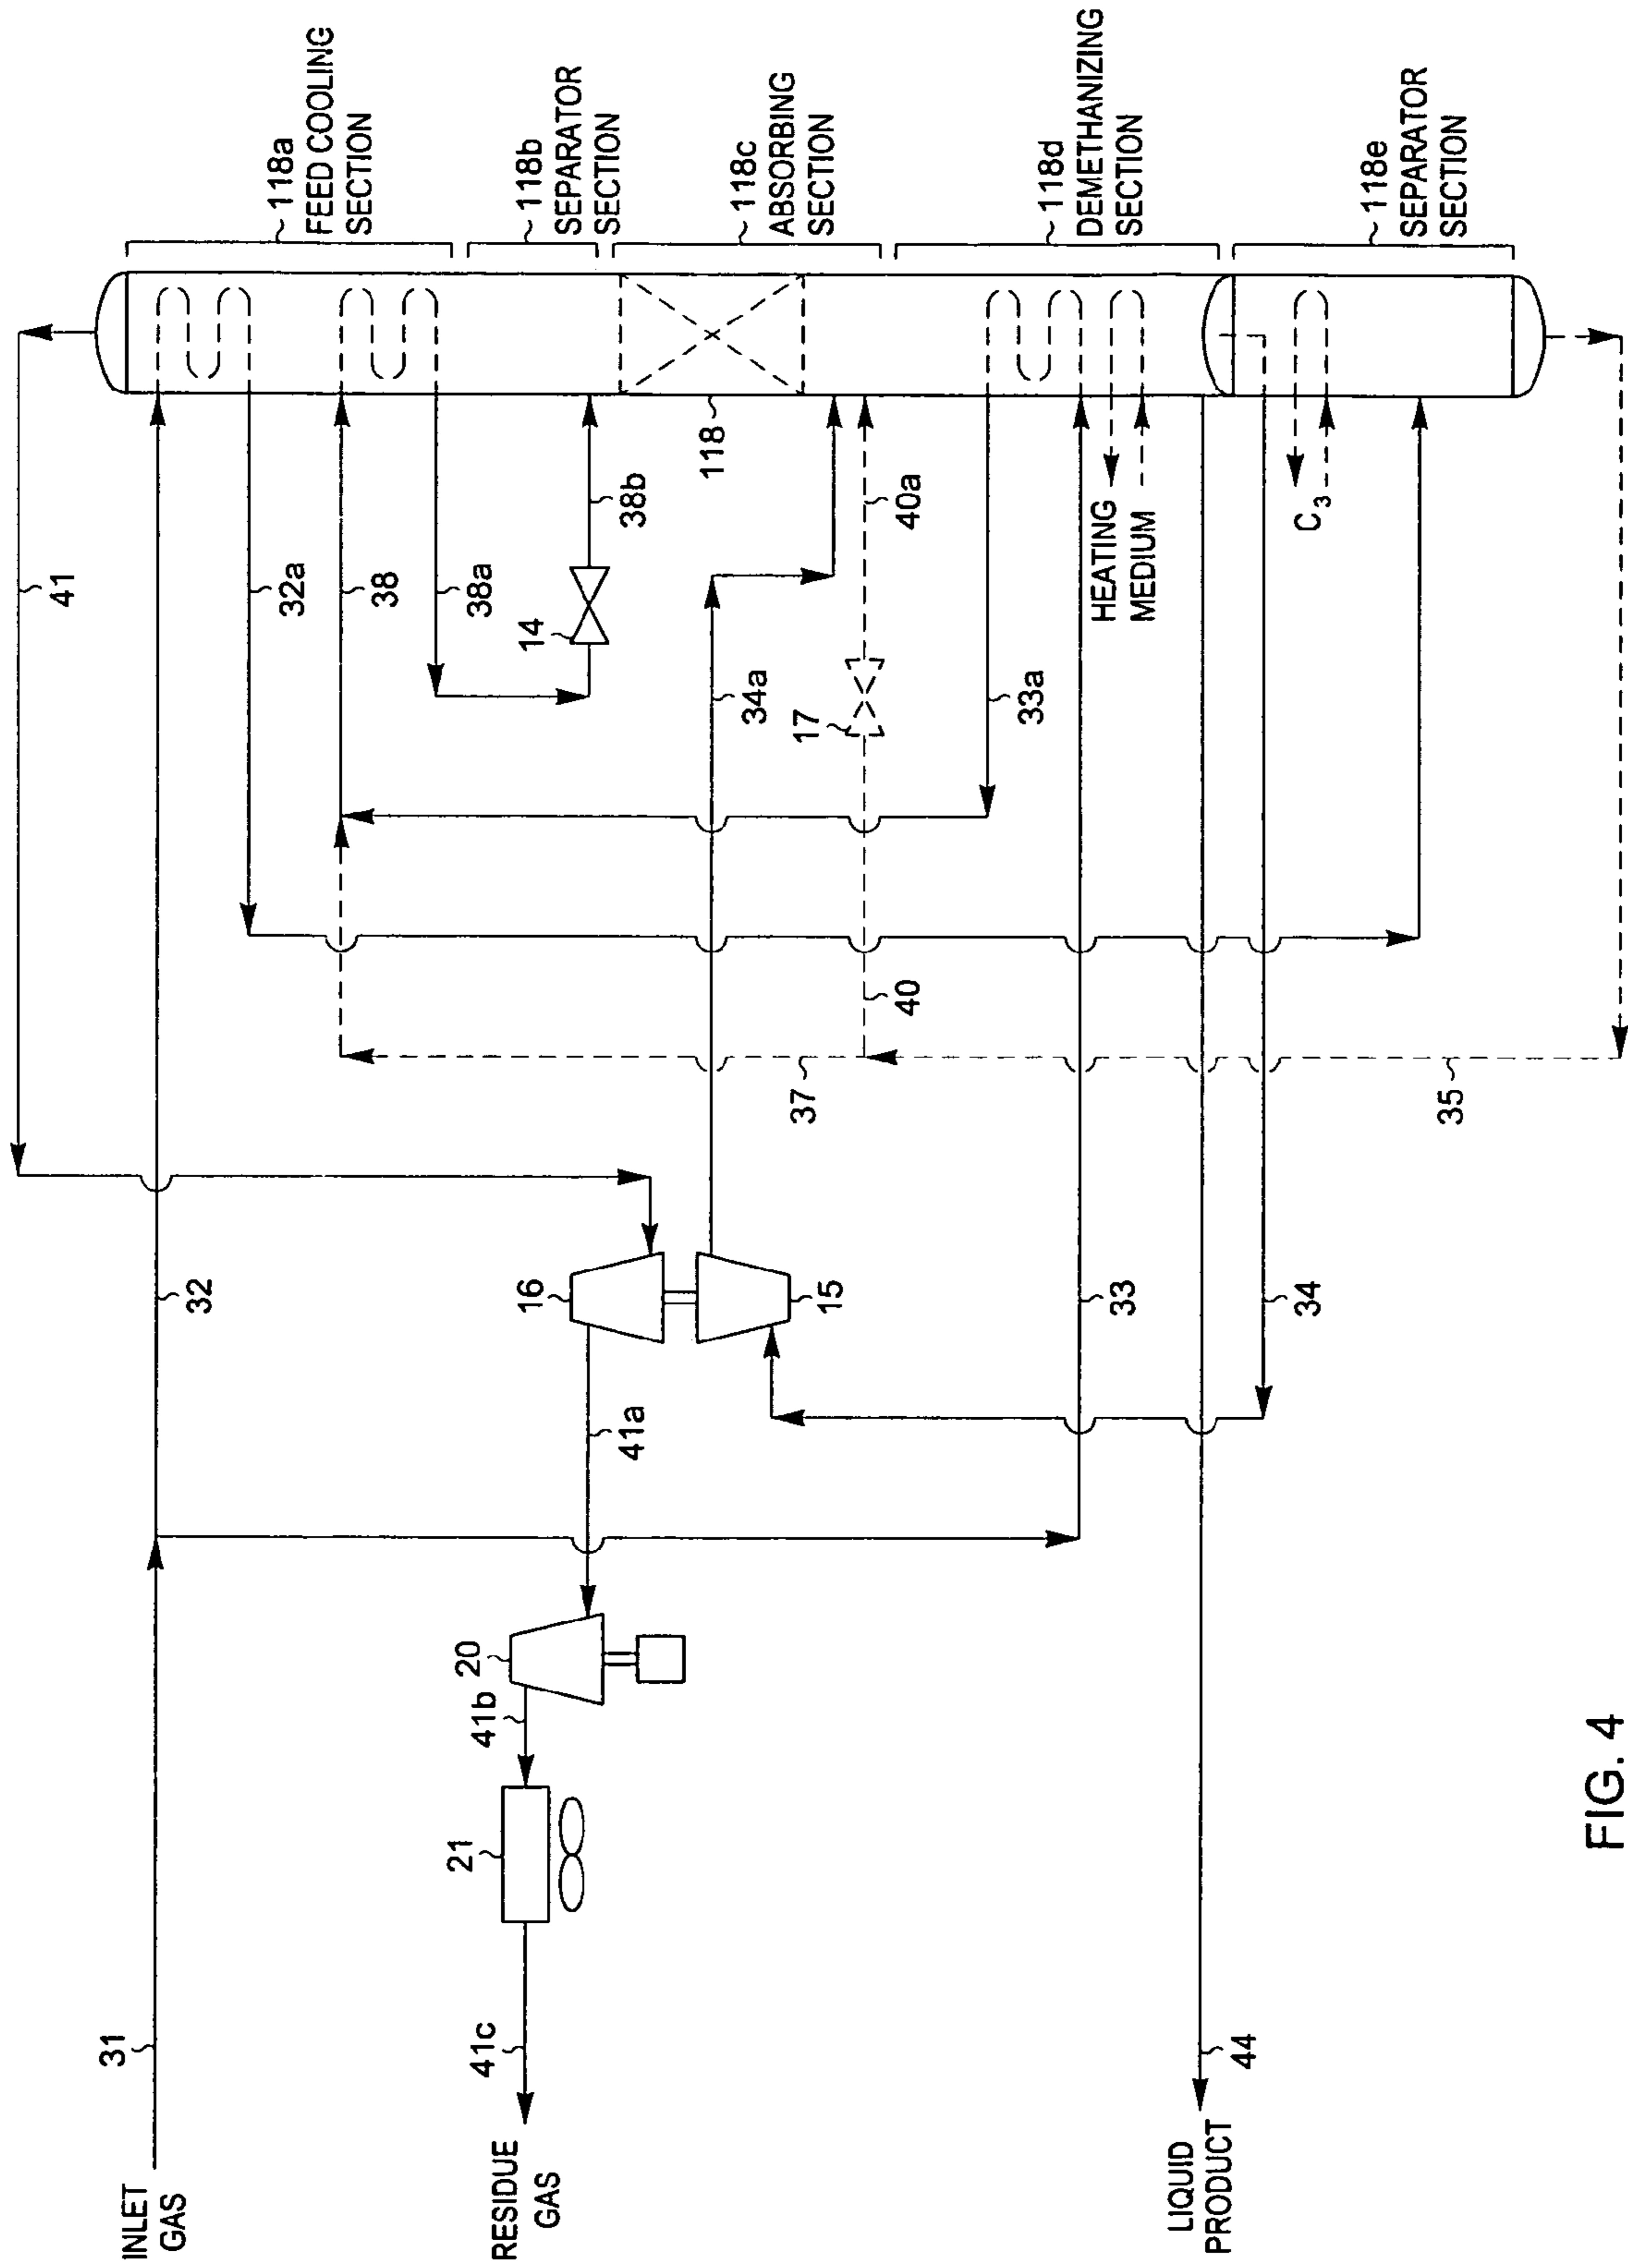 118a
FEED COOLING
SECTION
118b
SEPARATOR
SECTION
118c
ABSORBING
SECTION
118d
DEMETHANIZING
SECTION
118e
SEPARATOR
SECTION
41
32a
38
38a
14
38b
118
34a
17
40a
33a
HEATING
MEDIUM
C3
40
37
35
32
16
15
33
34
41a
20
41b
21
31
41c
44
INLET
GAS
RESIDUE
GAS
LIQUID
PRODUCT
FIG. 4